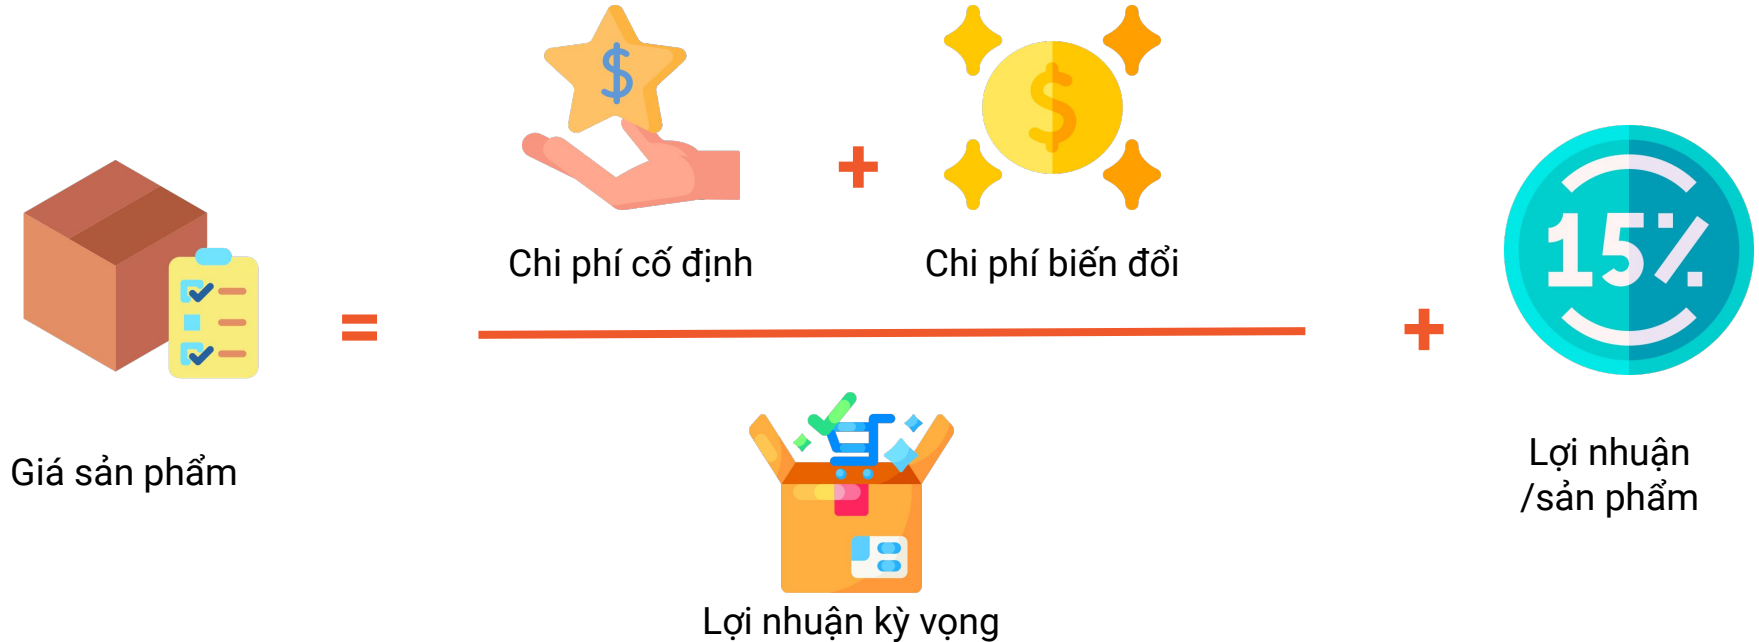 $
$
+
Chi phí cố định
Chi phí biến đổi
15%
=
+
Giá sản phẩm
Lợi nhuận
/sản phẩm
Lợi nhuận kỳ vọng